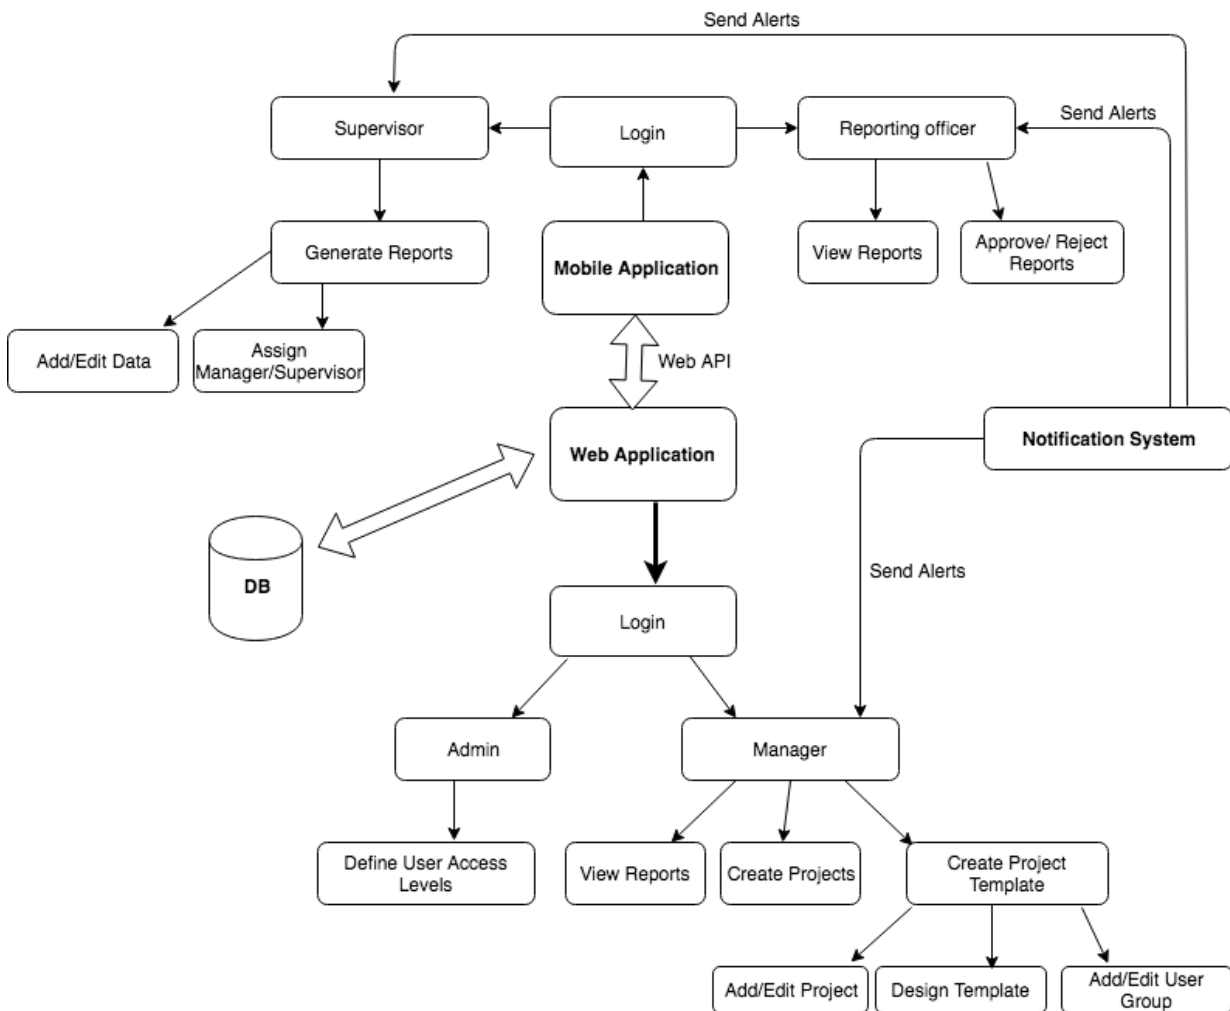 Send Alerts
Supervisor
Login
Reporting officer
Send Alerts
Generate Reports
Mobile Application
View Reports
Approve/ Reject
Reports
Add/Edit Data
Assign
Manager/Supervisor
Web API
Web Application
Notification System
DB
Send Alerts
Login
Admin
Manager
Define User Access
Levels
View Reports
Create Projects
Create Project
Template
Add/Edit Project
Design Template
Add/Edit User
Group